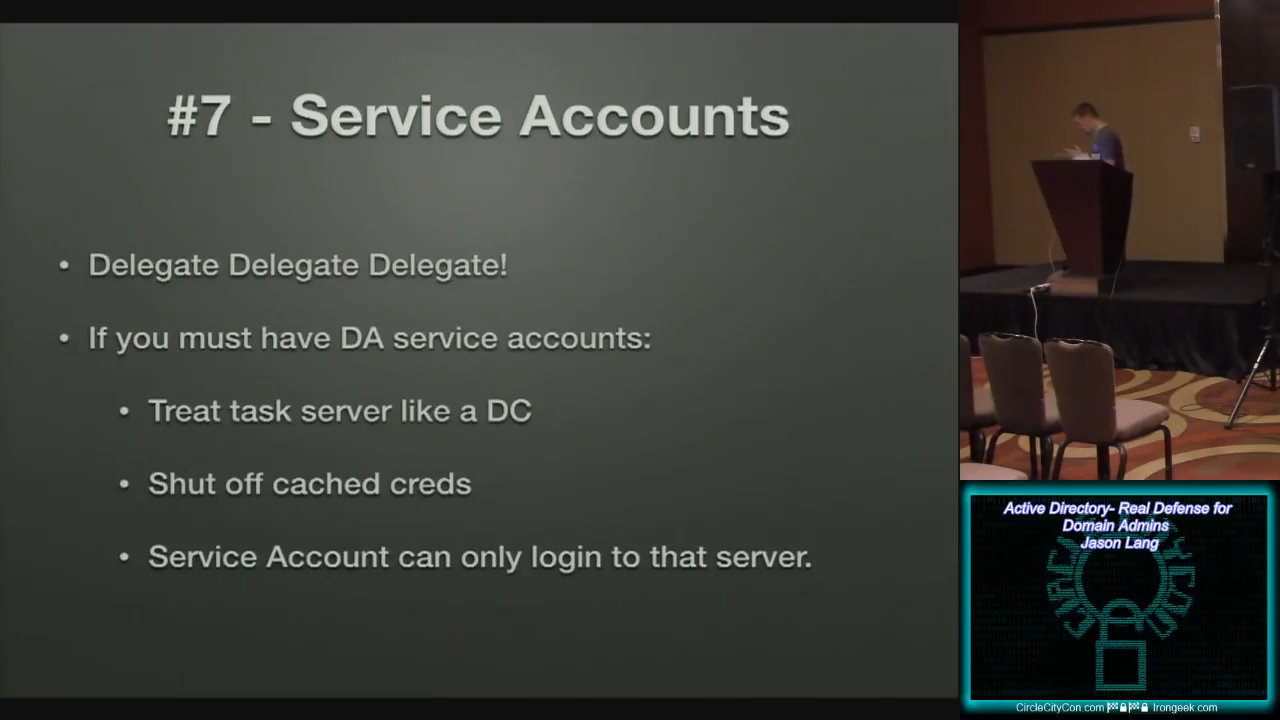 #7 - Service Accounts
• Delegate Delegate Delegate!
• If you must have DA service accounts:
• Treat task server like a DC
• Shut off cached creds
• Service Account can only login to that server.
Active Directory- Real Defense for
Domain Admins
Jason Lang
CircleCityCon.com Irongeek.com